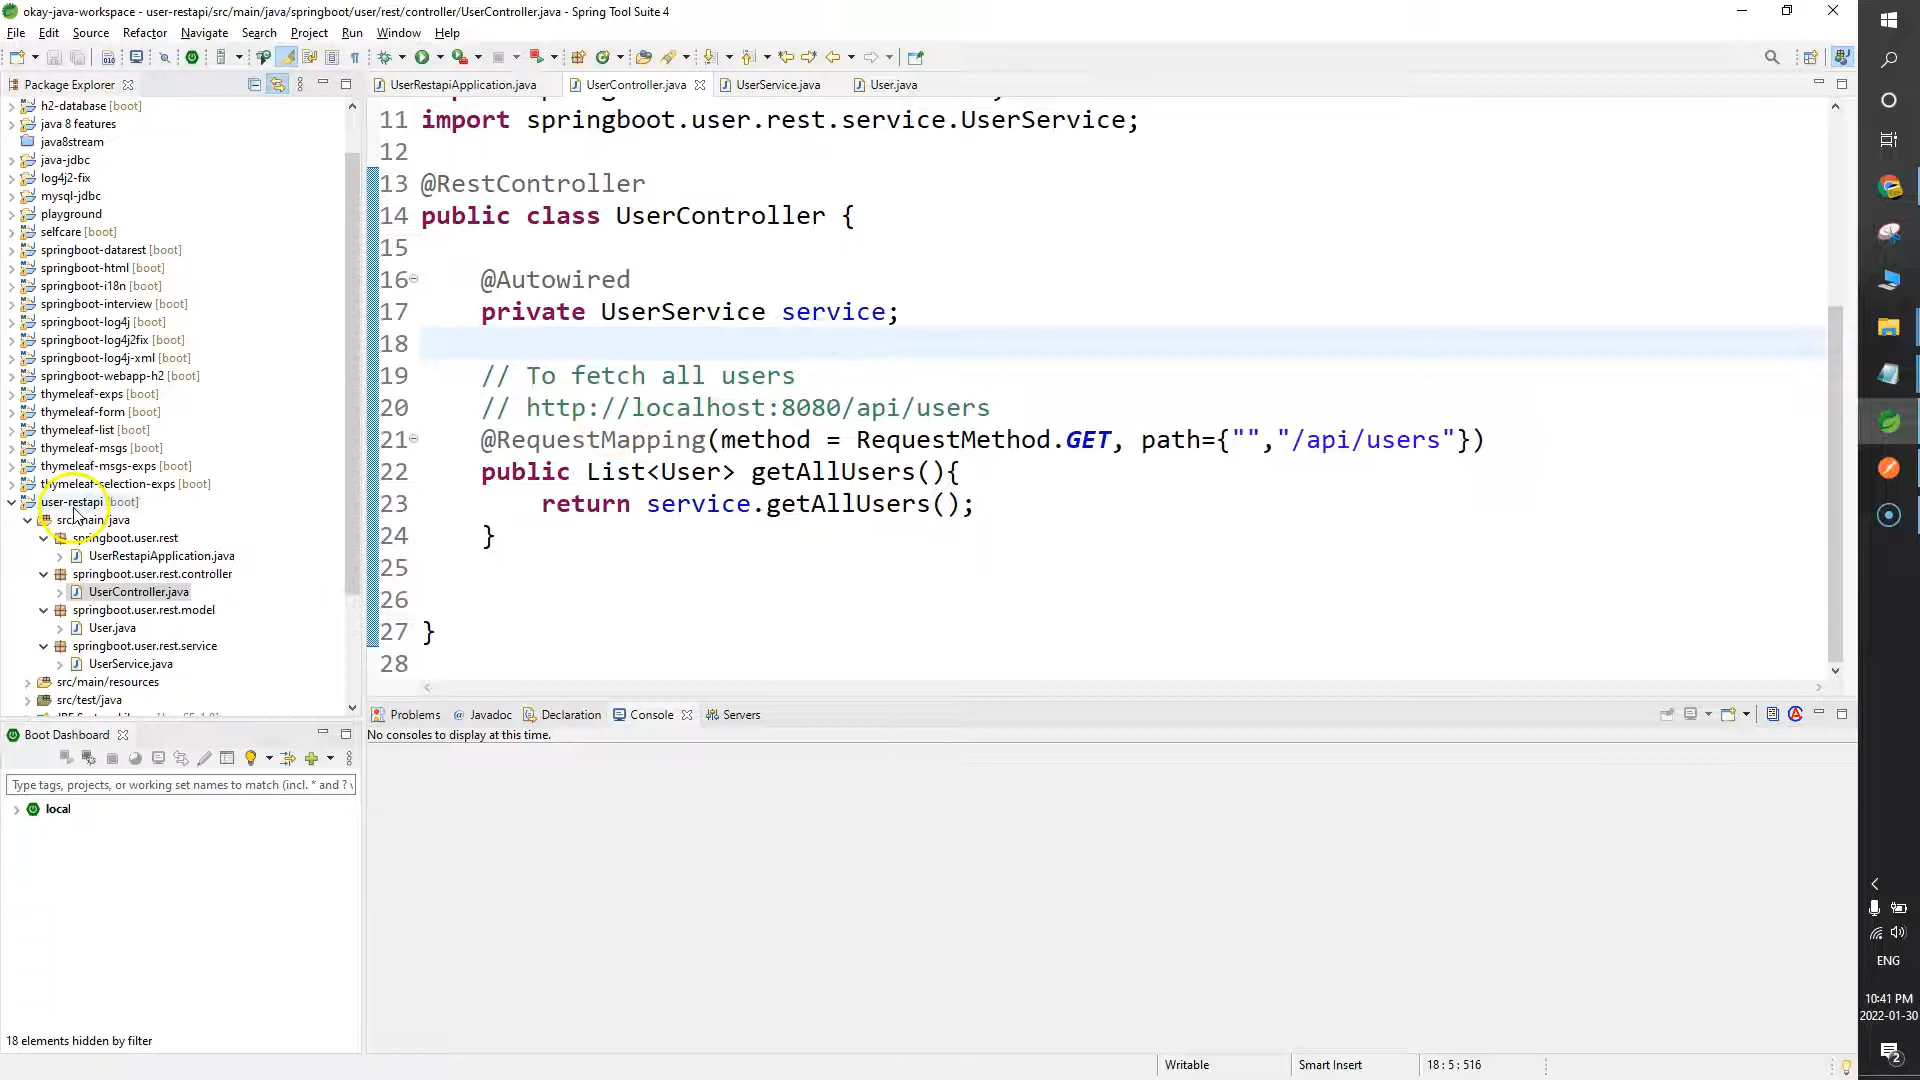 okay-java-workspace - user-restapi/src/main/java/springboot/user/rest/controller/UserController.java - Spring Tool Suite 4
File Edit Source Refactor Navigate Search Project Run Window Help
Package Explorer
h2-database [boot]
java 8 features
java8stream
java-jdbc
log4j2-fix
mysql-jdbc
playground
selfcare [boot]
springboot-datarest [boot]
springboot-html [boot]
springboot-i18n [boot]
springboot-interview [boot]
springboot-log4j [boot]
springboot-log4j2fix [boot]
springboot-log4j-xml [boot]
springboot-webapp-h2 [boot]
thymeleaf-exps [boot]
thymeleaf-form [boot]
thymeleaf-list [boot]
thymeleaf-msgs [boot]
thymeleaf-msgs-exps [boot]
thymeleaf-selection-exps [boot]
user-restapi [boot]
src/main/java
springboot.user.rest
UserRestapiApplication.java
springboot.user.rest.controller
UserController.java
springboot.user.rest.model
User.java
springboot.user.rest.service
UserService.java
src/main/resources
src/test/java
UserRestapiApplication.java UserController.java UserService.java User.java
11 import springboot.user.rest.service.UserService;
12
13 @RestController
14 public class UserController {
15
16 @Autowired
17 private UserService service;
18
19 // To fetch all users
20 // http://localhost:8080/api/users
21 @RequestMapping(method = RequestMethod.GET, path={"","/api/users"})
22 public List<User> getAllUsers(){
23 return service.getAllUsers();
24 }
25
26
27 }
28
Problems Javadoc Declaration Console Servers
No consoles to display at this time.
Boot Dashboard
Type tags, projects, or working set names to match (incl. * and ?
local
18 elements hidden by filter
Writable Smart Insert 18 : 5 : 516
ENG
10:41 PM
2022-01-30
2